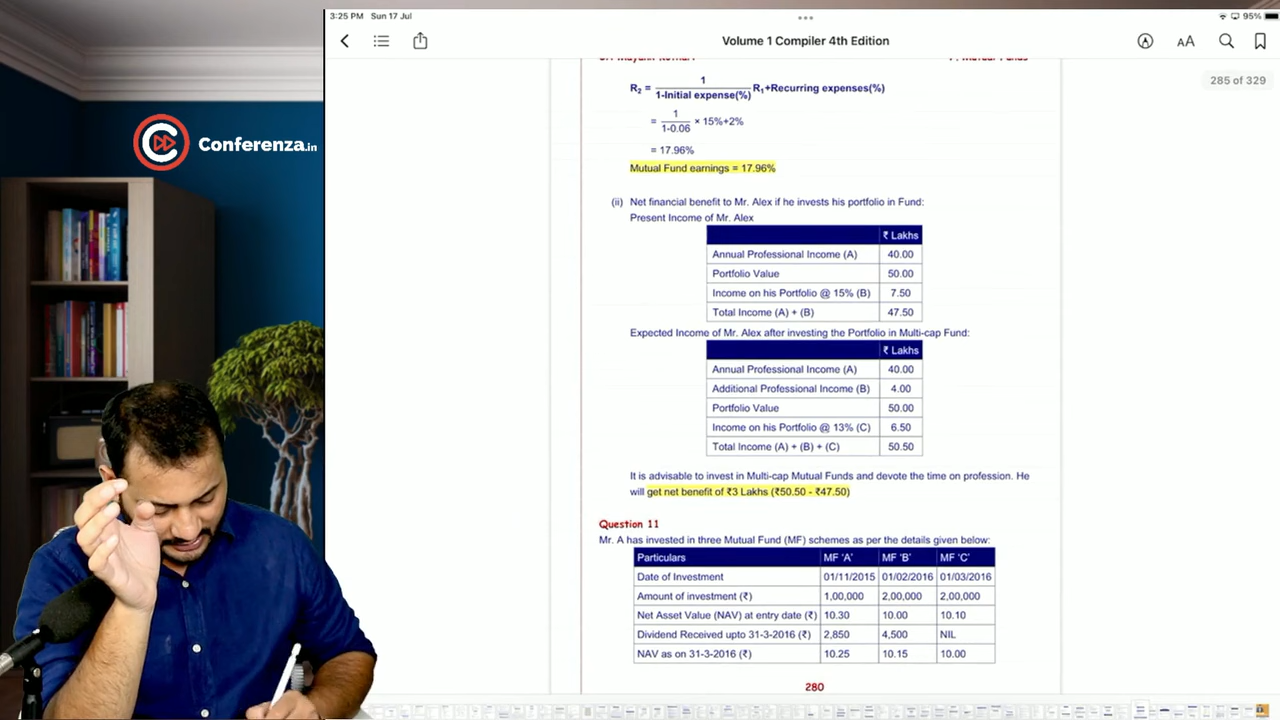 3:25 PM Sun 17 Jul
95%
Volume 1 Compiler 4th Edition
AA
285 of 329
Conferenza.in
R2 = 1 / 1-Initial expense(%) R1+Recurring expenses(%)
= 1 / 1-0.06 × 15%+2%
= 17.96%
Mutual Fund earnings = 17.96%
(ii) Net financial benefit to Mr. Alex if he invests his portfolio in Fund:
Present Income of Mr. Alex
₹ Lakhs
Annual Professional Income (A) 40.00
Portfolio Value 50.00
Income on his Portfolio @ 15% (B) 7.50
Total Income (A) + (B) 47.50
Expected Income of Mr. Alex after investing the Portfolio in Multi-cap Fund:
₹ Lakhs
Annual Professional Income (A) 40.00
Additional Professional Income (B) 4.00
Portfolio Value 50.00
Income on his Portfolio @ 13% (C) 6.50
Total Income (A) + (B) + (C) 50.50
It is advisable to invest in Multi-cap Mutual Funds and devote the time on profession. He
will get net benefit of ₹3 Lakhs (₹50.50 - ₹47.50)
Question 11
Mr. A has invested in three Mutual Fund (MF) schemes as per the details given below:
Particulars MF 'A' MF 'B' MF 'C'
Date of Investment 01/11/2015 01/02/2016 01/03/2016
Amount of investment (₹) 1,00,000 2,00,000 2,00,000
Net Asset Value (NAV) at entry date (₹) 10.30 10.00 10.10
Dividend Received upto 31-3-2016 (₹) 2,850 4,500 NIL
NAV as on 31-3-2016 (₹) 10.25 10.15 10.00
280